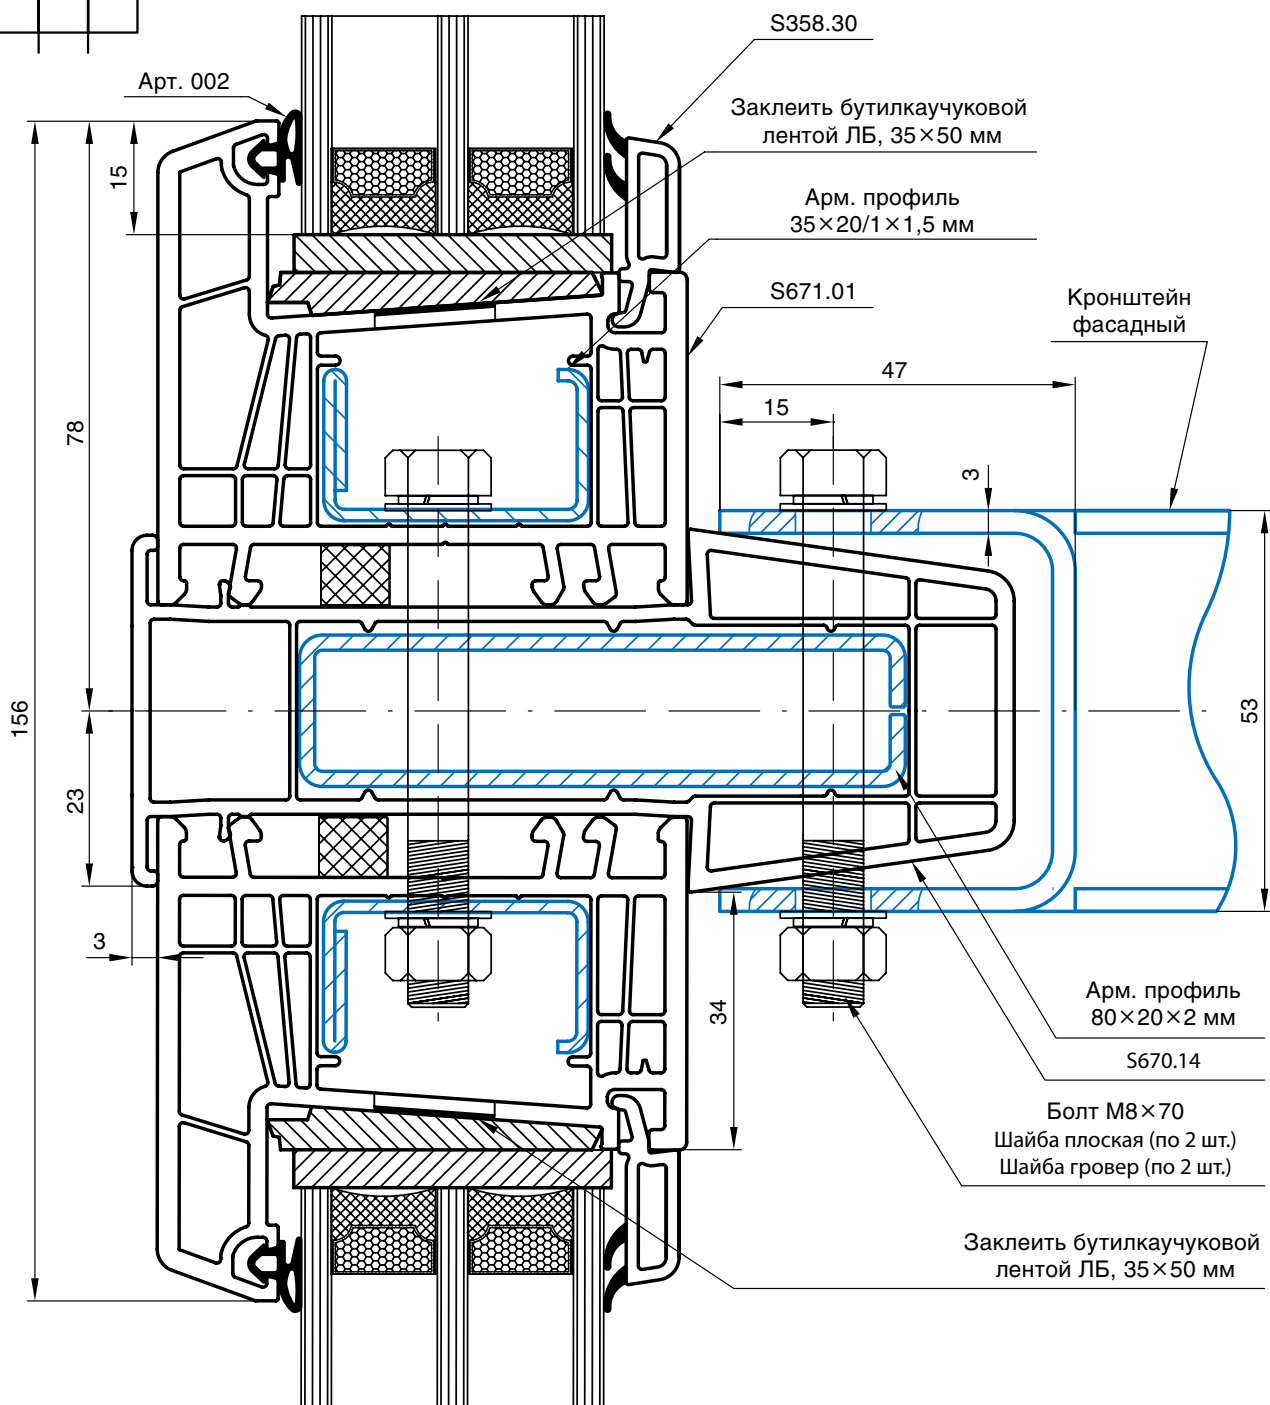 S358.30
Арт. 002
Заклеить бутилкаучуковой
лентой ЛБ, 35×50 мм
Арм. профиль
35×20/1×1,5 мм
S671.01
Кронштейн
фасадный
15
47
15
78
3
156
53
23
3
34
Арм. профиль
80×20×2 мм
S670.14
Болт М8×70
Шайба плоская (по 2 шт.)
Шайба гровер (по 2 шт.)
Заклеить бутилкаучуковой
лентой ЛБ, 35×50 мм